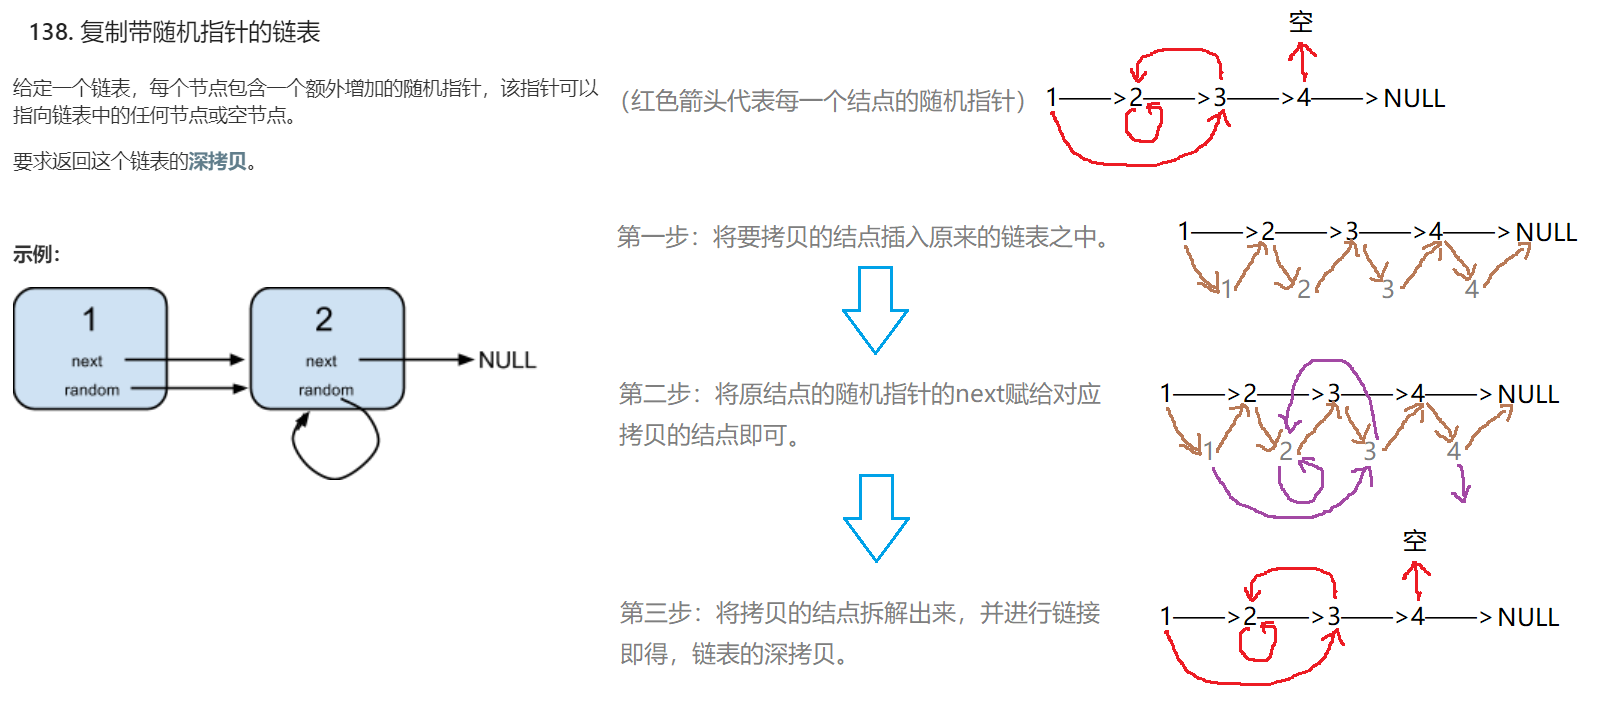 138. 复制带随机指针的链表
给定一个链表，每个节点包含一个额外增加的随机指针，该指针可以
指向链表中的任何节点或空节点。
要求返回这个链表的深拷贝。
示例：
1
next
random
2
next
random
NULL
空
（红色箭头代表每一个结点的随机指针）
1——>2——>3——>4——>NULL
第一步：将要拷贝的结点插入原来的链表之中。
1——>2——>3——>4——>NULL
1 2 3 4
第二步：将原结点的随机指针的next赋给对应
拷贝的结点即可。
1——>2——>3——>4——>NULL
1 2 3 4
第三步：将拷贝的结点拆解出来，并进行链接
即得，链表的深拷贝。
空
1——>2——>3——>4——>NULL